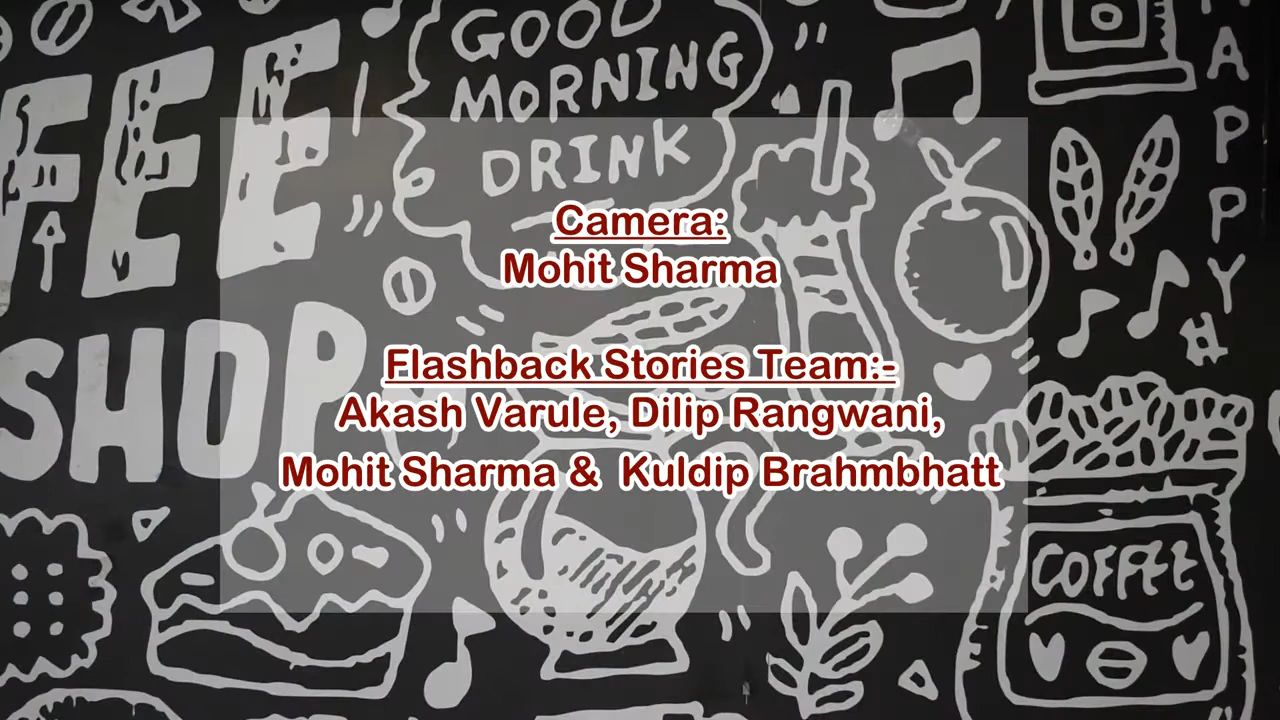 GOOD
MORNING
DRINK
FEE
SHOP
HAPPY
Camera:
Mohit Sharma
Flashback Stories Team:-
Akash Varule, Dilip Rangwani,
Mohit Sharma & Kuldip Brahmbhatt
COFFEE